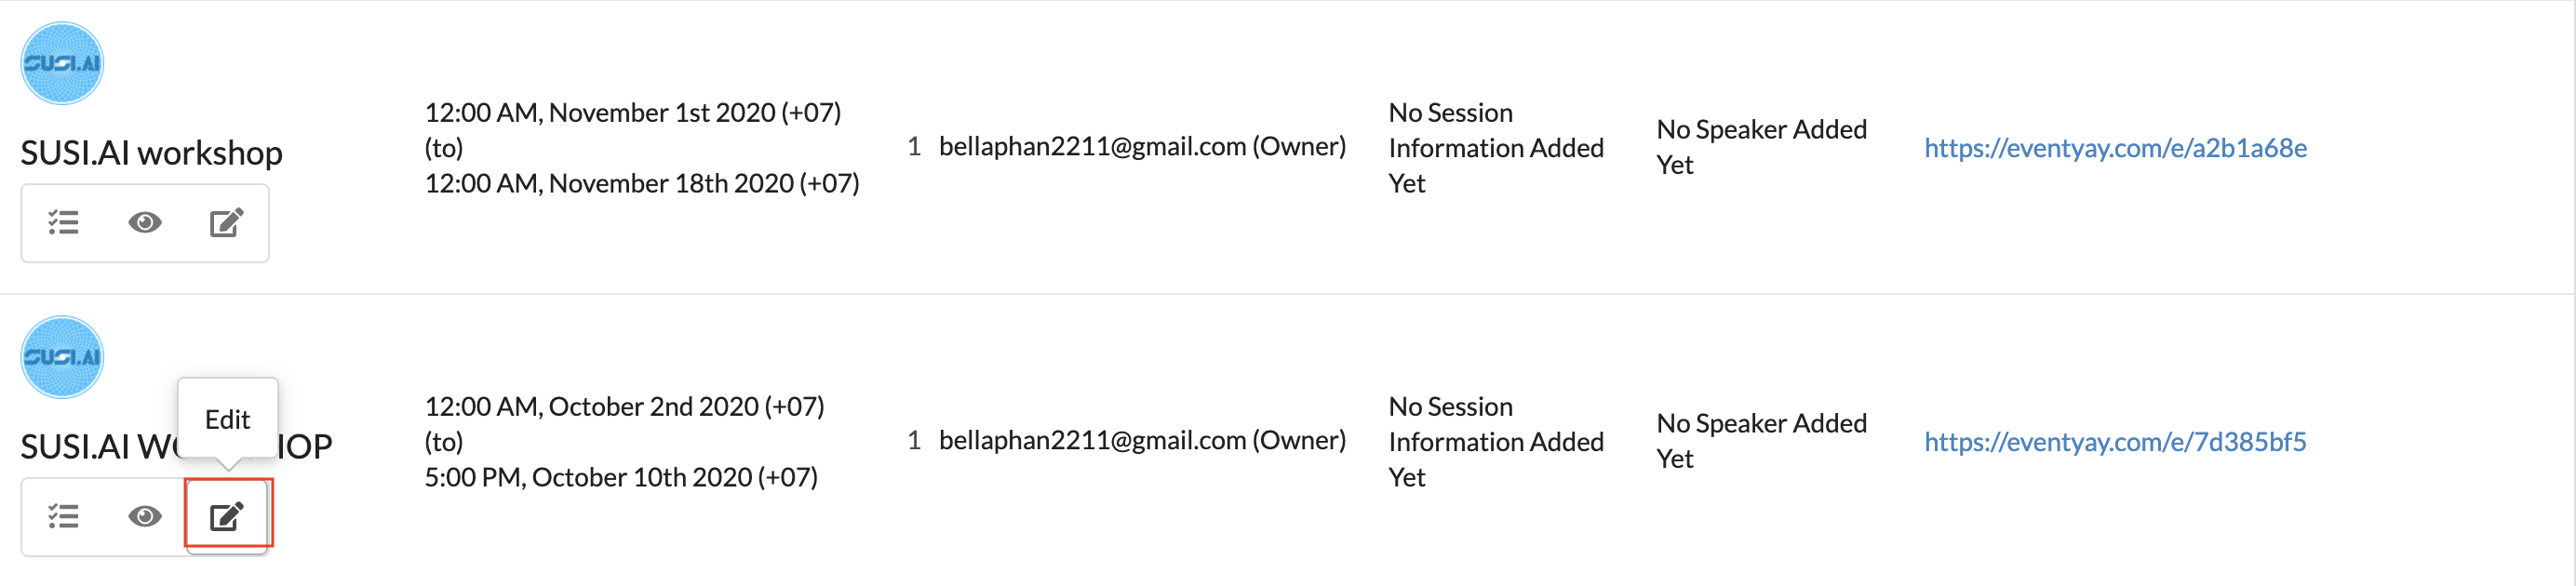 SUSI.AI
SUSI.AI workshop
12:00 AM, November 1st 2020 (+07)
(to)
12:00 AM, November 18th 2020 (+07)
1
bellaphan2211@gmail.com (Owner)
No Session
Information Added
Yet
No Speaker Added
Yet
https://eventyay.com/e/a2b1a68e
SUSI.AI
Edit
SUSI.AI W OP
12:00 AM, October 2nd 2020 (+07)
(to)
5:00 PM, October 10th 2020 (+07)
1
bellaphan2211@gmail.com (Owner)
No Session
Information Added
Yet
No Speaker Added
Yet
https://eventyay.com/e/7d385bf5